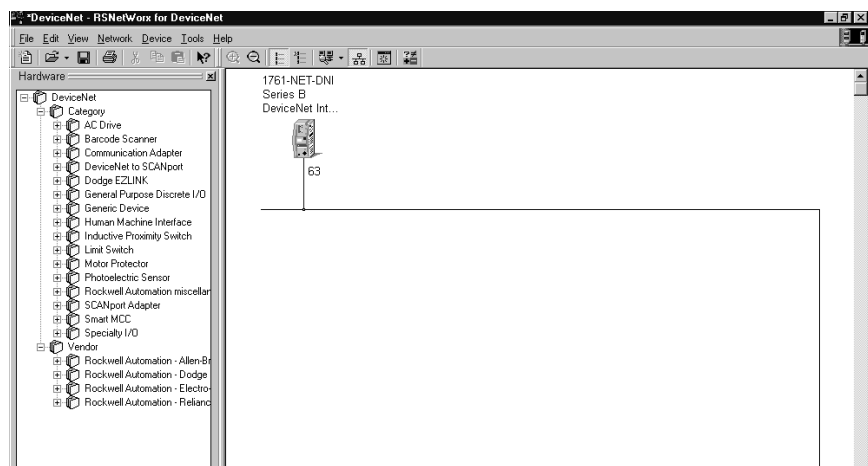 *DeviceNet - RSNetWorx for DeviceNet
File Edit View Network Device Tools Help
Hardware
DeviceNet
Category
AC Drive
Barcode Scanner
Communication Adapter
DeviceNet to SCANport
Dodge EZLINK
General Purpose Discrete I/O
Generic Device
Human Machine Interface
Inductive Proximity Switch
Limit Switch
Motor Protector
Photoelectric Sensor
Rockwell Automation miscellan
SCANport Adapter
Smart MCC
Specialty I/O
Vendor
Rockwell Automation - Allen-Br
Rockwell Automation - Dodge
Rockwell Automation - Electro-
Rockwell Automation - Relianc
1761-NET-DNI
Series B
DeviceNet Int...
63